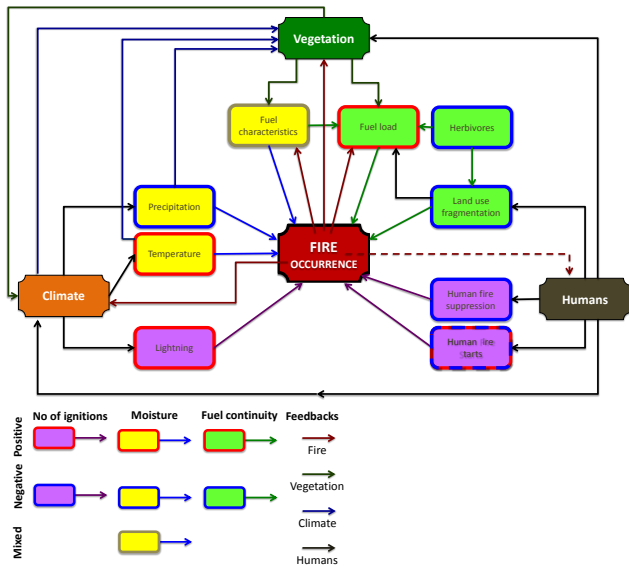 Vegetation
Fuel
characteristics
Fuel load
Herbivores
Precipitation
Land use
fragmentation
Temperature
FIRE
OCCURRENCE
Climate
Human fire
suppression
Humans
Lightning
Human fire
starts
No of ignitions
Moisture
Fuel continuity
Feedbacks
Positive
Fire
Negative
Vegetation
Climate
Mixed
Humans